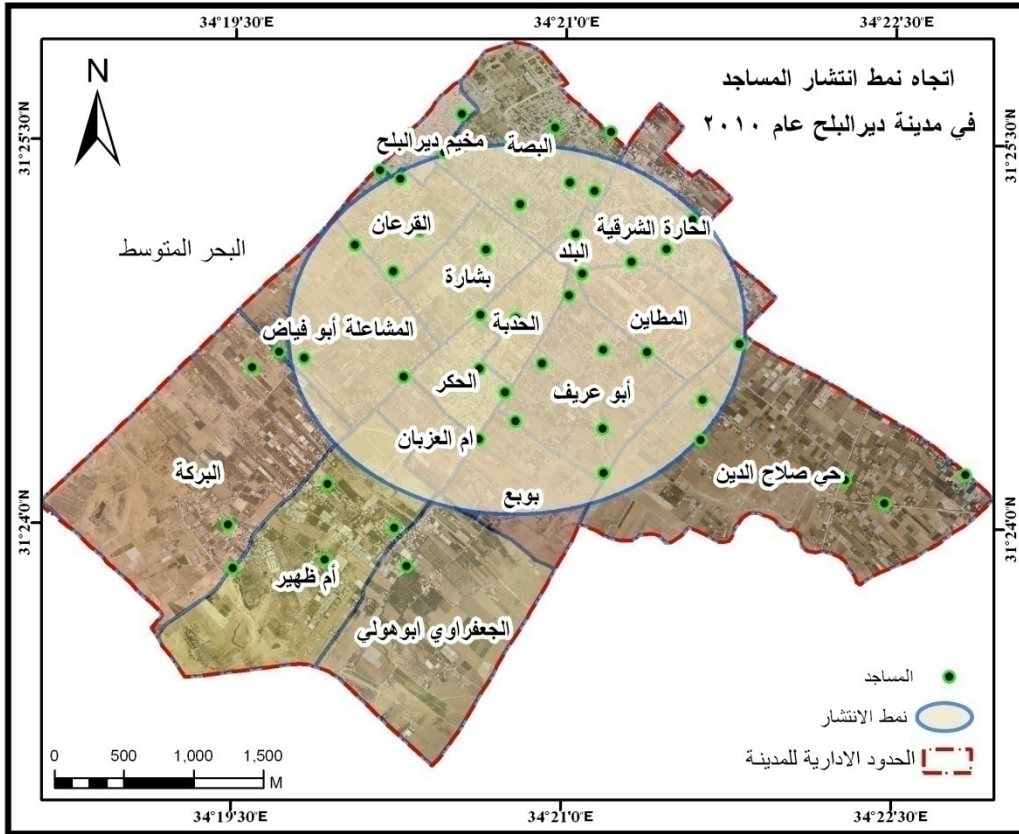 34°19'30"E
34°21'0"E
34°22'30"E
اتجاه نمط انتشار المساجد
في مدينة ديرالبلح عام ٢٠١٠
N
31°25'30"N
31°25'30"N
مخيم ديرالبلح
البصة
القرعان
الحارة الشرقية
البحر المتوسط
البلد
بشارة
المطاين
الحدبة
المشاعلة أبو فياض
الحكر
أبو عريف
ام العزبان
البركة
حي صلاح الدين
بوبع
31°24'0"N
31°24'0"N
أم ظهير
الجعفراوي ابوهولي
المساجد
نمط الانتشار
الحدود الادارية للمدينة
0 500 1,000 1,500
M
34°19'30"E
34°21'0"E
34°22'30"E